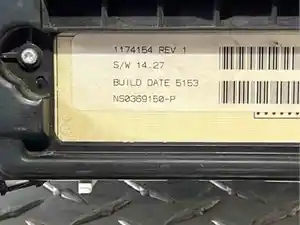 1174154 REV 1
S/W 14.27
BUILD DATE 5153
NS0369150-P